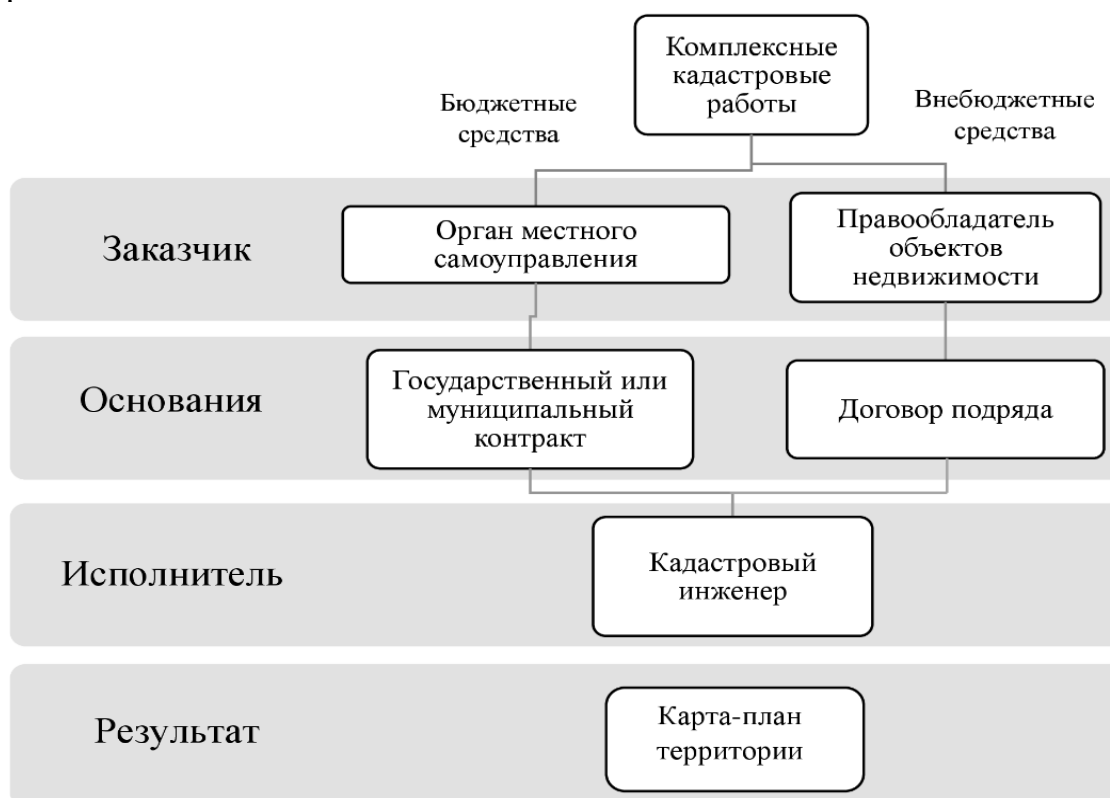 Комплексные
кадастровые
работы
Бюджетные
средства
Внебюджетные
средства
Заказчик
Орган местного
самоуправления
Правообладатель
объектов
недвижимости
Основания
Государственный или
муниципальный
контракт
Договор подряда
Исполнитель
Кадастровый
инженер
Результат
Карта-план
территории